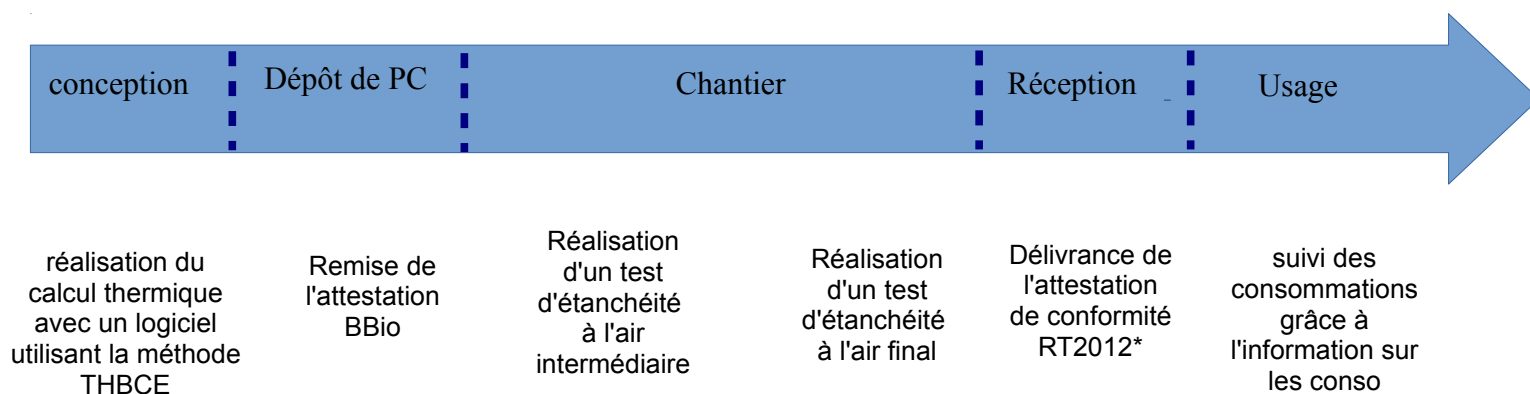 conception
Dépôt de PC
Chantier
Réception
Usage
réalisation du
calcul thermique
avec un logiciel
utilisant la méthode
THBCE
Remise de
l'attestation
BBio
Réalisation
d'un test
d'étanchéité
à l'air
intermédiaire
Réalisation
d'un test
d'étanchéité
à l'air final
Délivrance de
l'attestation
de conformité
RT2012*
suivi des
consommations
grâce à
l'information sur
les conso